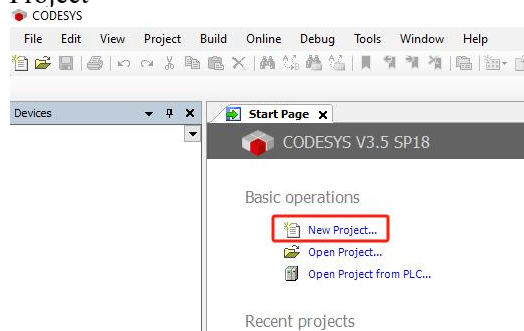 Project
CODESYS
File Edit View Project Build Online Debug Tools Window Help
Devices
Start Page
CODESYS V3.5 SP18
Basic operations
New Project...
Open Project...
Open Project from PLC...
Recent projects